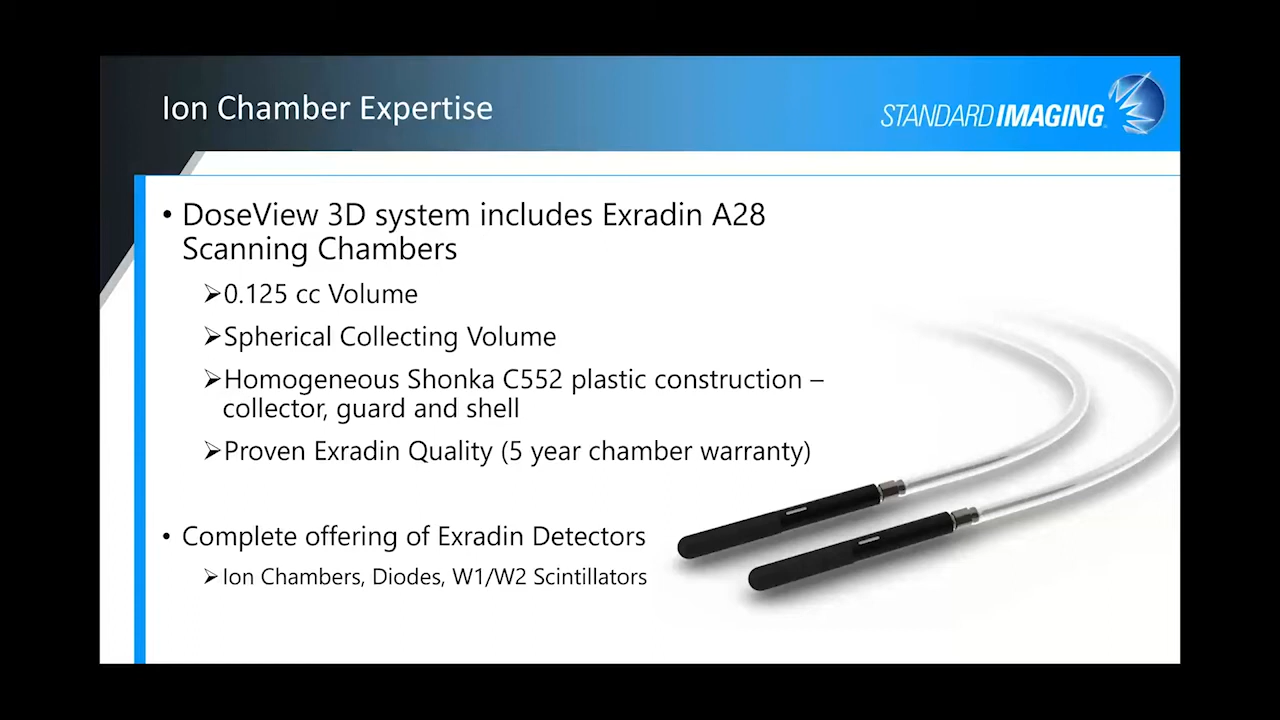 Ion Chamber Expertise
STANDARD IMAGING
• DoseView 3D system includes Exradin A28
Scanning Chambers
➢0.125 cc Volume
➢Spherical Collecting Volume
➢Homogeneous Shonka C552 plastic construction –
collector, guard and shell
➢Proven Exradin Quality (5 year chamber warranty)
• Complete offering of Exradin Detectors
➢Ion Chambers, Diodes, W1/W2 Scintillators